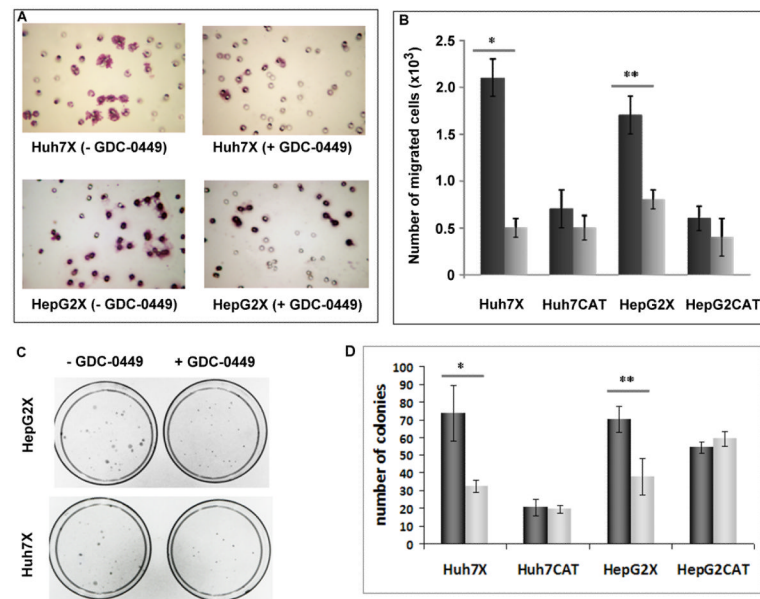 A
Huh7X (- GDC-0449)
Huh7X (+ GDC-0449)
HepG2X (- GDC-0449)
HepG2X (+ GDC-0449)
B
Number of migrated cells (x10³)
2.5
2.0
1.5
1.0
0.5
0
*
**
Huh7X
Huh7CAT
HepG2X
HepG2CAT
C
- GDC-0449
+ GDC-0449
HepG2X
Huh7X
D
number of colonies
100
90
80
70
60
50
40
30
20
10
0
*
**
Huh7X
Huh7CAT
HepG2X
HepG2CAT